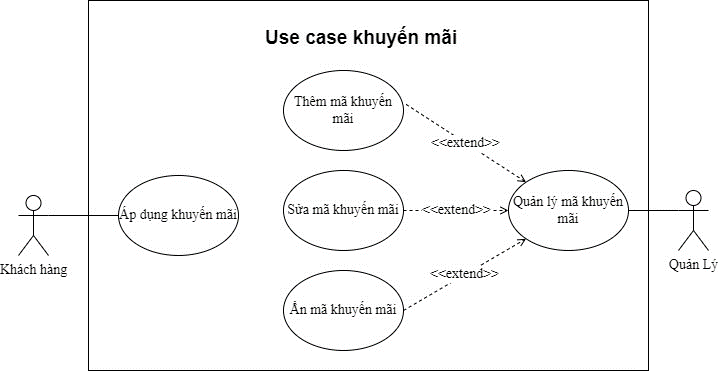 Use case khuyến mãi
Thêm mã khuyến
mãi
<<extend>>
Áp dụng khuyến mãi
Sửa mã khuyến mãi
<<extend>>
Quản lý mã khuyến
mãi
Khách hàng
Quản Lý
<<extend>>
Ẩn mã khuyến mãi